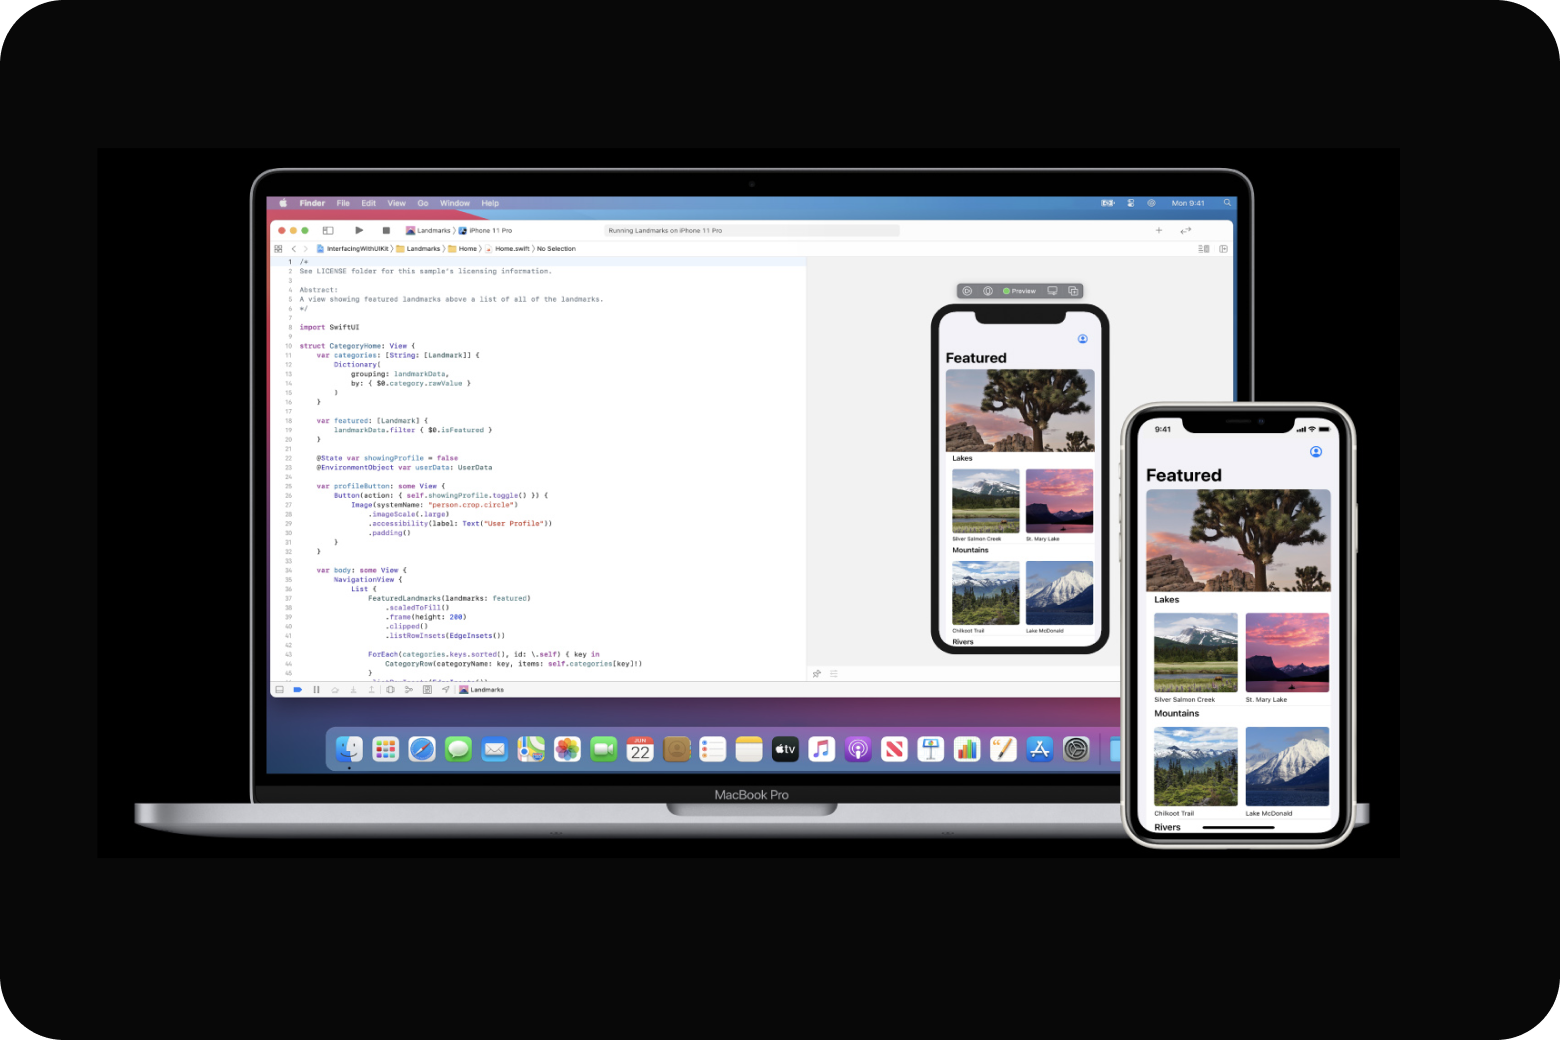 Finder File Edit View Go Window Help Mon 9:41
Landmarks iPhone 11 Pro Running Landmarks on iPhone 11 Pro
InterfacingWithUIKit Landmarks Home Home.swift No Selection
1 /*
2 See LICENSE folder for this sample's licensing information.
3
4 Abstract:
5 A view showing featured landmarks above a list of all of the landmarks.
6 */
7
8 import SwiftUI
9
10 struct CategoryHome: View {
11 var categories: [String: [Landmark]] {
12 Dictionary(
13 grouping: landmarkData,
14 by: { $0.category.rawValue }
15 )
16 }
17
18 var featured: [Landmark] {
19 landmarkData.filter { $0.isFeatured }
20 }
21
22 @State var showingProfile = false
23 @EnvironmentObject var userData: UserData
24
25 var profileButton: some View {
26 Button(action: { self.showingProfile.toggle() }) {
27 Image(systemName: "person.crop.circle")
28 .imageScale(.large)
29 .accessibility(label: Text("User Profile"))
30 .padding()
31 }
32 }
33
34 var body: some View {
35 NavigationView {
36 List {
37 FeaturedLandmarks(landmarks: featured)
38 .scaledToFill()
39 .frame(height: 200)
40 .clipped()
41 .listRowInsets(EdgeInsets())
42
43 ForEach(categories.keys.sorted(), id: \.self) { key in
44 CategoryRow(categoryName: key, items: self.categories[key]!)
45 }
Landmarks
Preview
Featured
Lakes
Silver Salmon Creek St. Mary Lake
Mountains
Chilkoot Trail Lake McDonald
Rivers
JUN
22
tv
MacBook Pro
9:41
Featured
Lakes
Silver Salmon Creek St. Mary Lake
Mountains
Chilkoot Trail Lake McDonald
Rivers